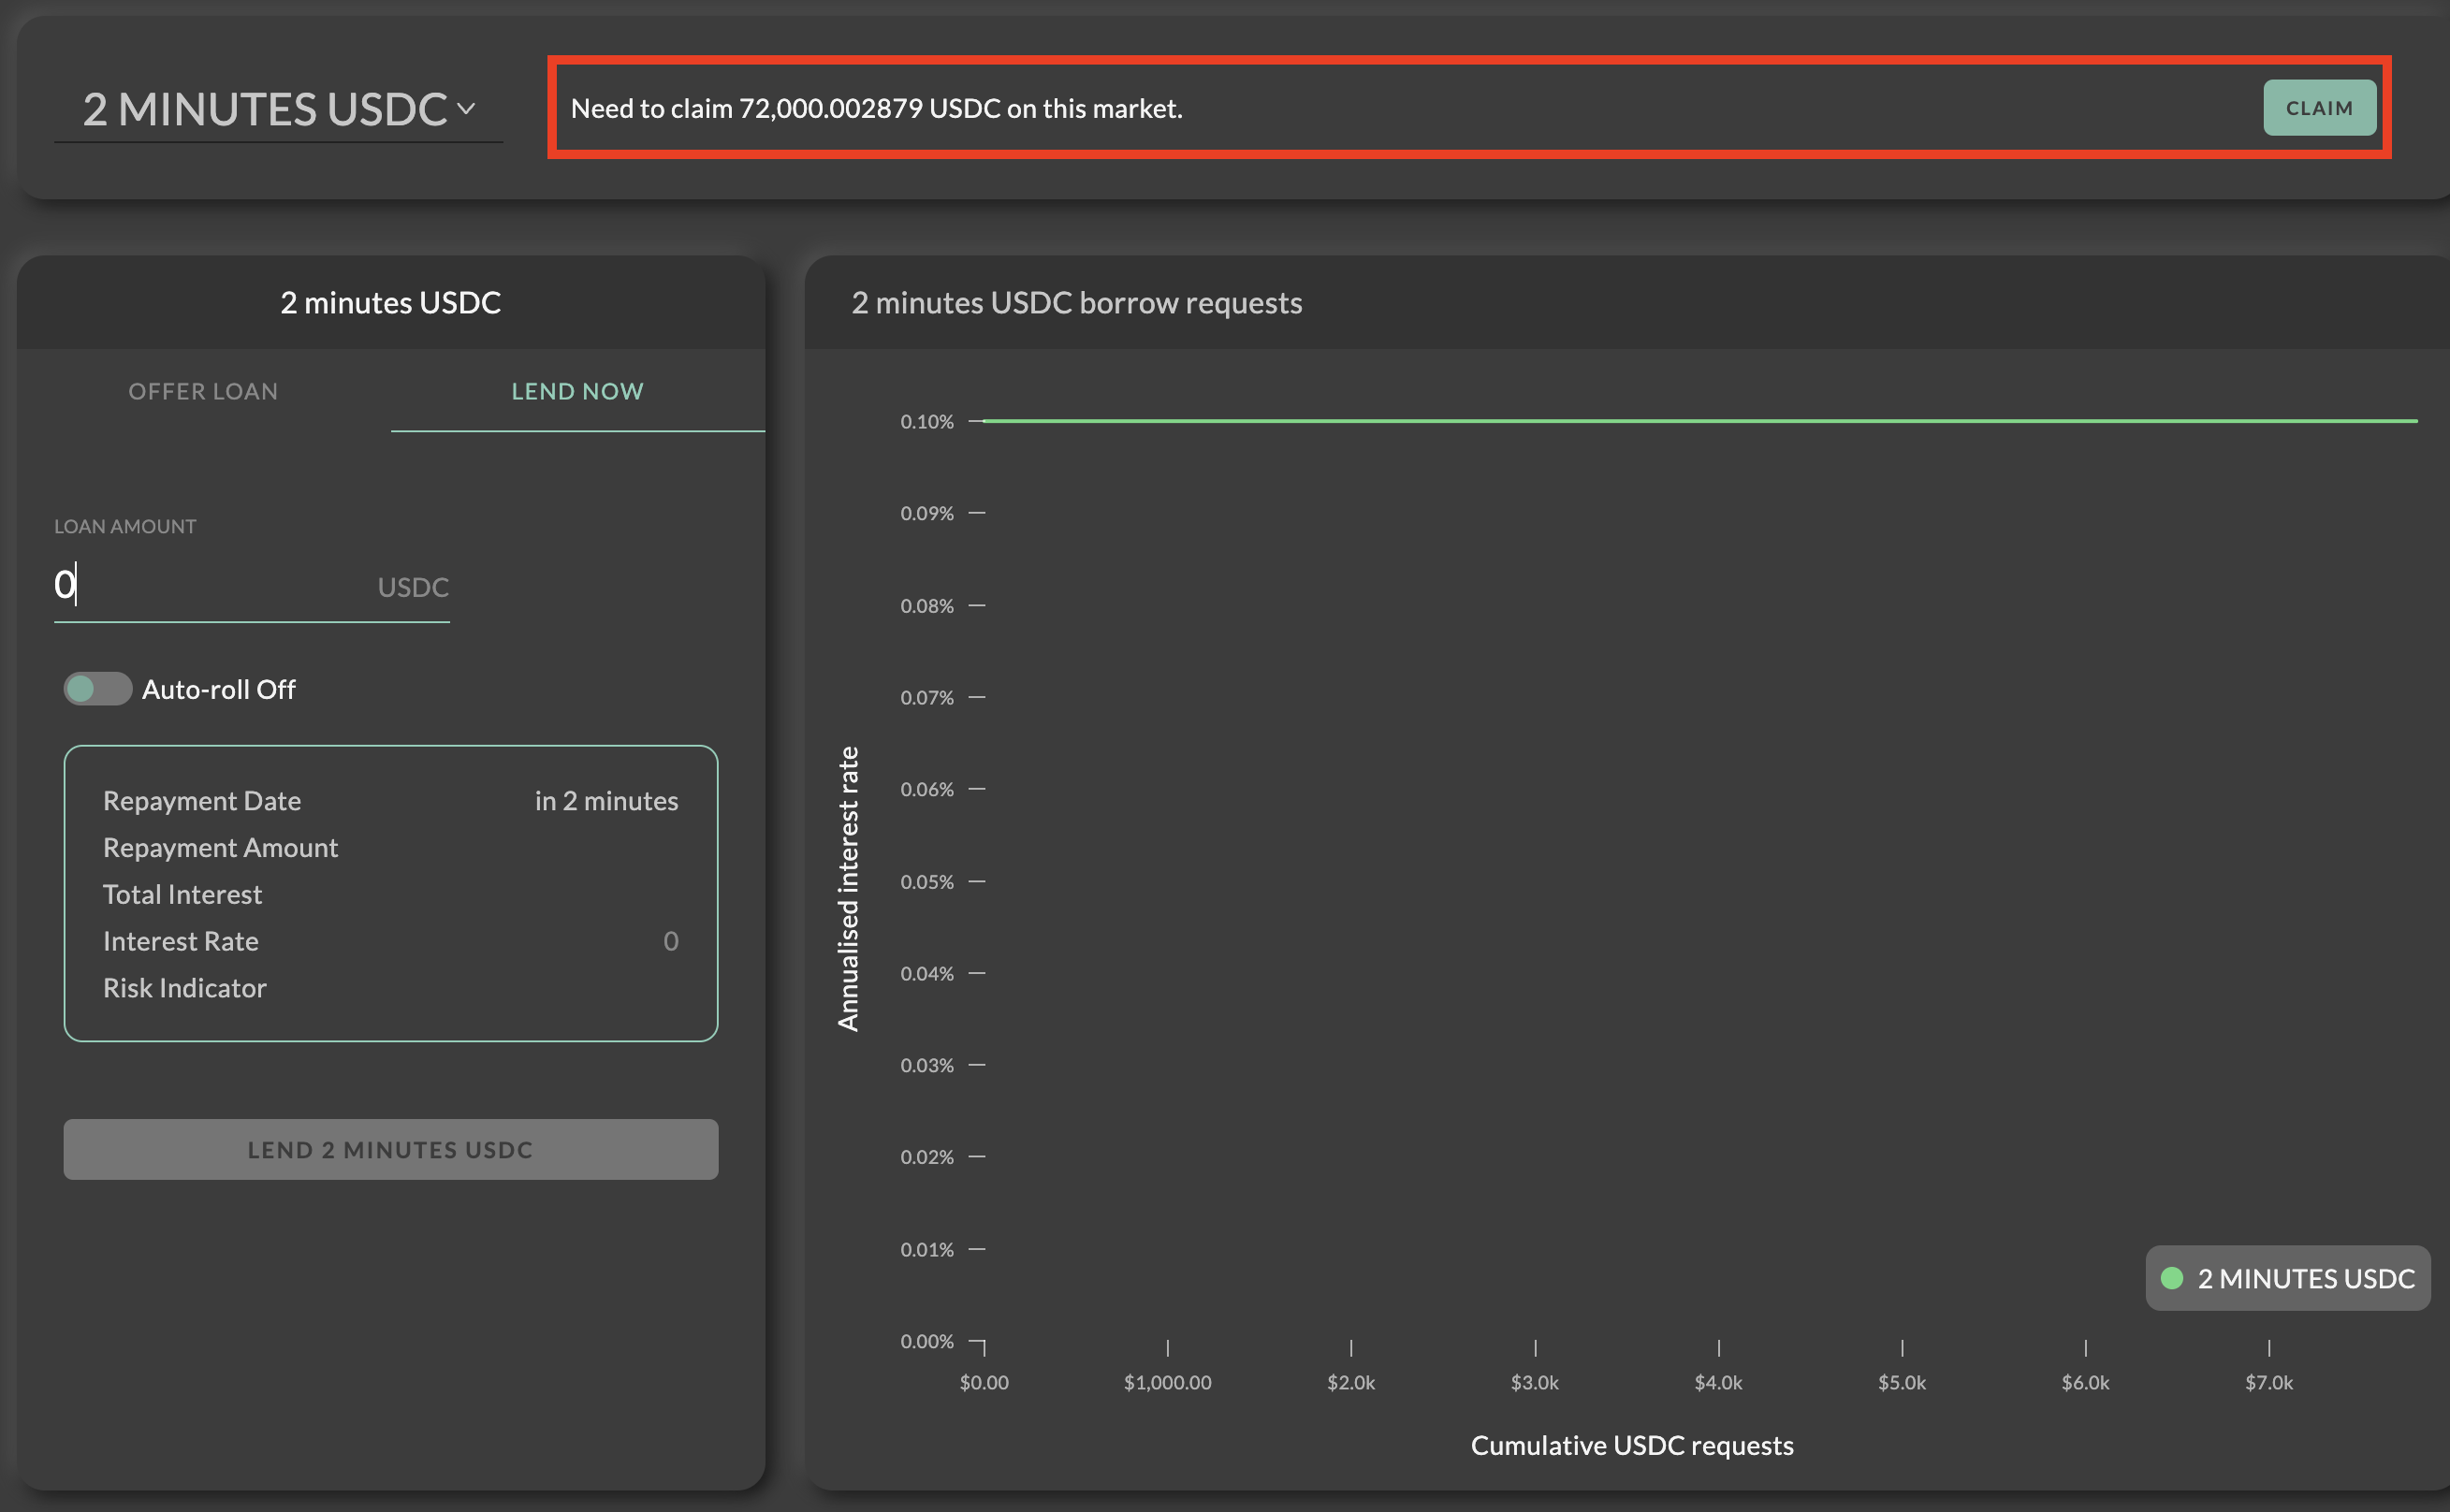 2 MINUTES USDC
Need to claim 72,000.002879 USDC on this market.
CLAIM
2 minutes USDC
OFFER LOAN
LEND NOW
LOAN AMOUNT
0
USDC
Auto-roll Off
Repayment Date in 2 minutes
Repayment Amount
Total Interest
Interest Rate 0
Risk Indicator
LEND 2 MINUTES USDC
2 minutes USDC borrow requests
Annualised interest rate
0.10%
0.09%
0.08%
0.07%
0.06%
0.05%
0.04%
0.03%
0.02%
0.01%
0.00%
2 MINUTES USDC
$0.00 $1,000.00 $2.0k $3.0k $4.0k $5.0k $6.0k $7.0k
Cumulative USDC requests